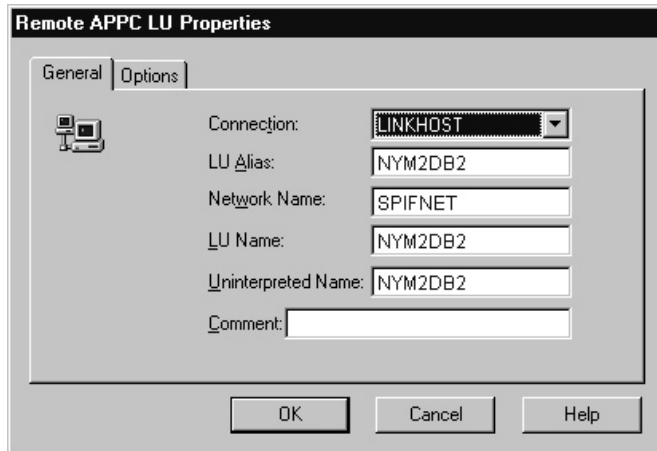 Remote APPC LU Properties
General Options
Connection: LINKHOST
LU Alias: NYM2DB2
Network Name: SPIFNET
LU Name: NYM2DB2
Uninterpreted Name: NYM2DB2
Comment:
OK Cancel Help